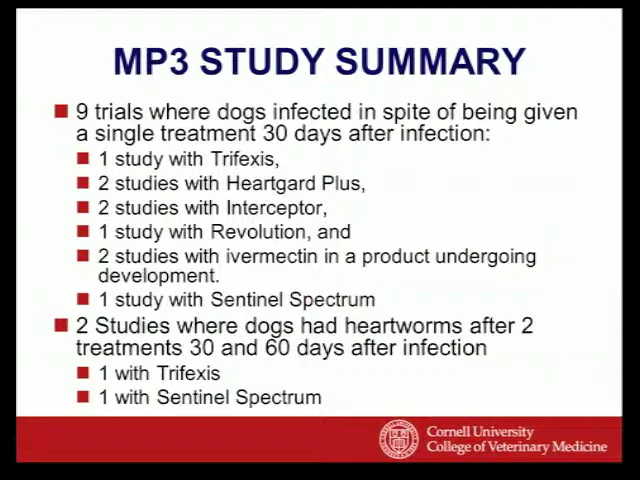 MP3 STUDY SUMMARY
9 trials where dogs infected in spite of being given
a single treatment 30 days after infection:
1 study with Trifexis,
2 studies with Heartgard Plus,
2 studies with Interceptor,
1 study with Revolution, and
2 studies with ivermectin in a product undergoing
development.
1 study with Sentinel Spectrum
2 Studies where dogs had heartworms after 2
treatments 30 and 60 days after infection
1 with Trifexis
1 with Sentinel Spectrum
Cornell University
College of Veterinary Medicine